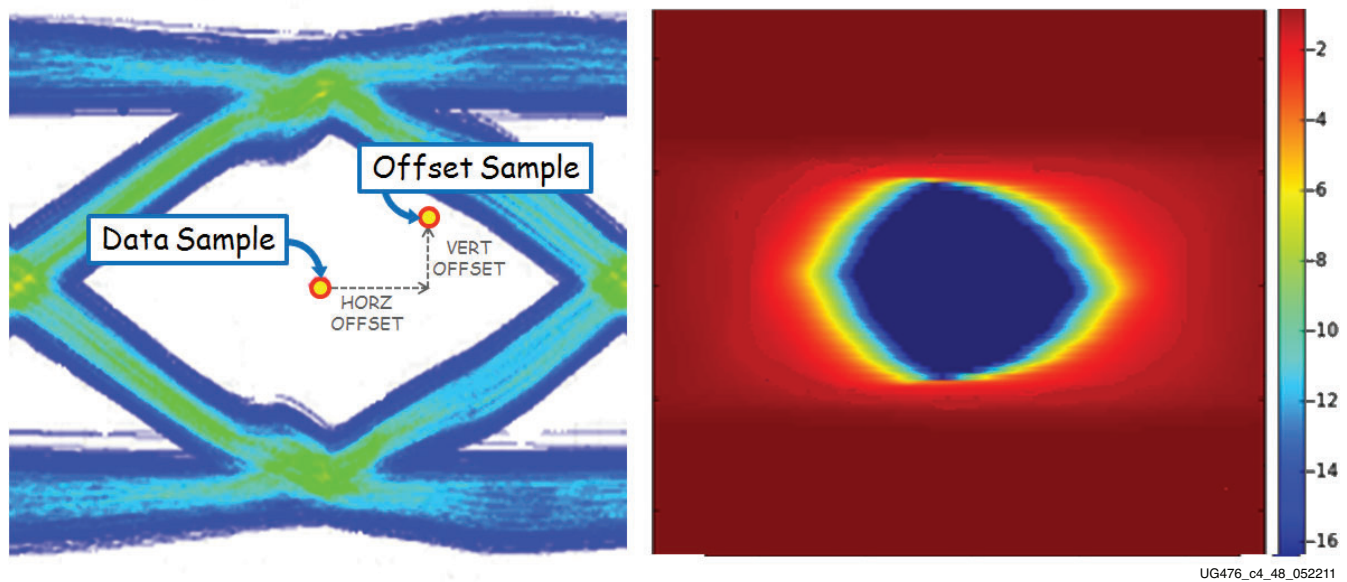 Offset Sample
Data Sample
VERT
OFFSET
HORZ
OFFSET
-2
-4
-6
-8
-10
-12
-14
-16
UG476_c4_48_052211